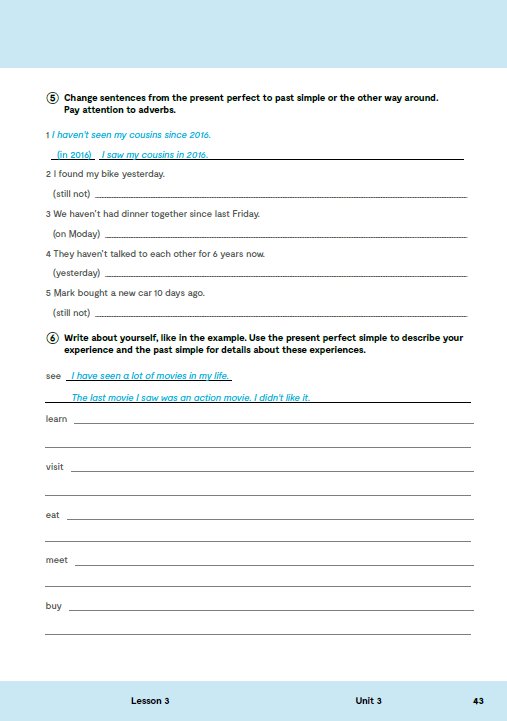 5 Change sentences from the present perfect to past simple or the other way around.
Pay attention to adverbs.
1 I haven't seen my cousins since 2016.
(in 2016) I saw my cousins in 2016.
2 I found my bike yesterday.
(still not)
3 We haven't had dinner together since last Friday.
(on Moday)
4 They haven't talked to each other for 6 years now.
(yesterday)
5 Mark bought a new car 10 days ago.
(still not)
6 Write about yourself, like in the example. Use the present perfect simple to describe your
experience and the past simple for details about these experiences.
see I have seen a lot of movies in my life.
The last movie I saw was an action movie. I didn't like it.
learn
visit
eat
meet
buy
Lesson 3 Unit 3 43